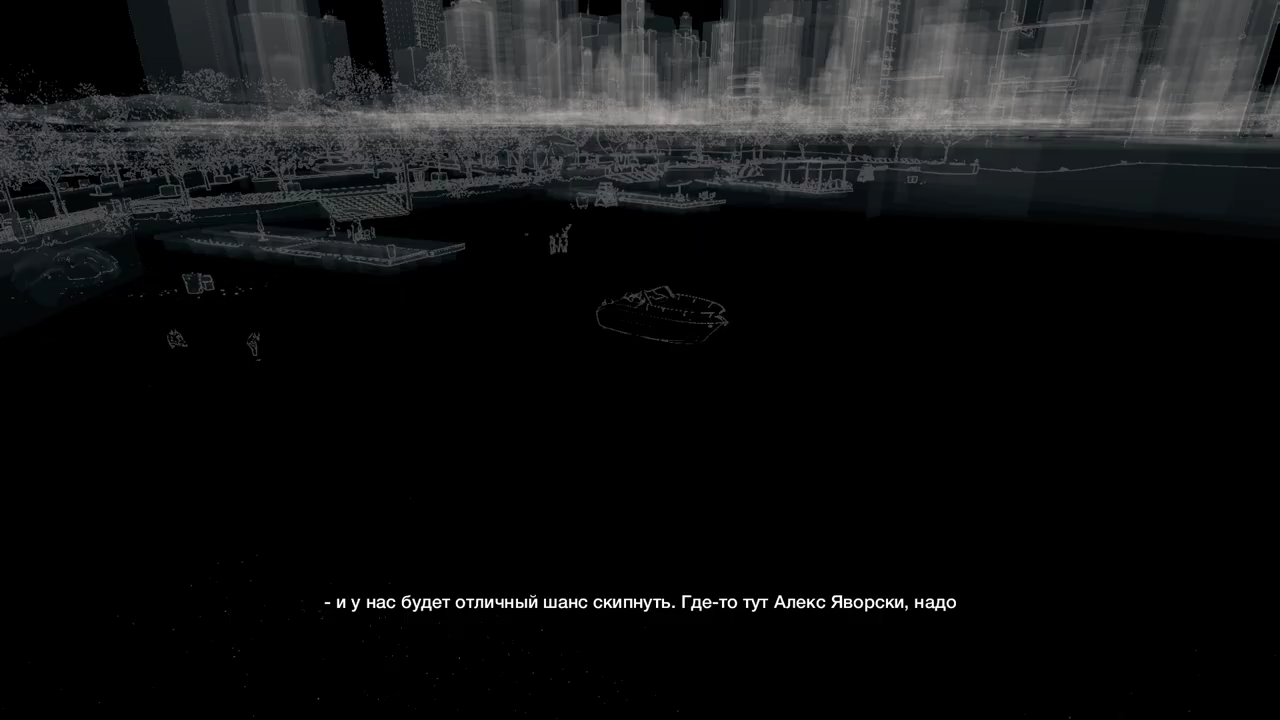 - и у нас будет отличный шанс скипнуть. Где-то тут Алекс Яворски, надо